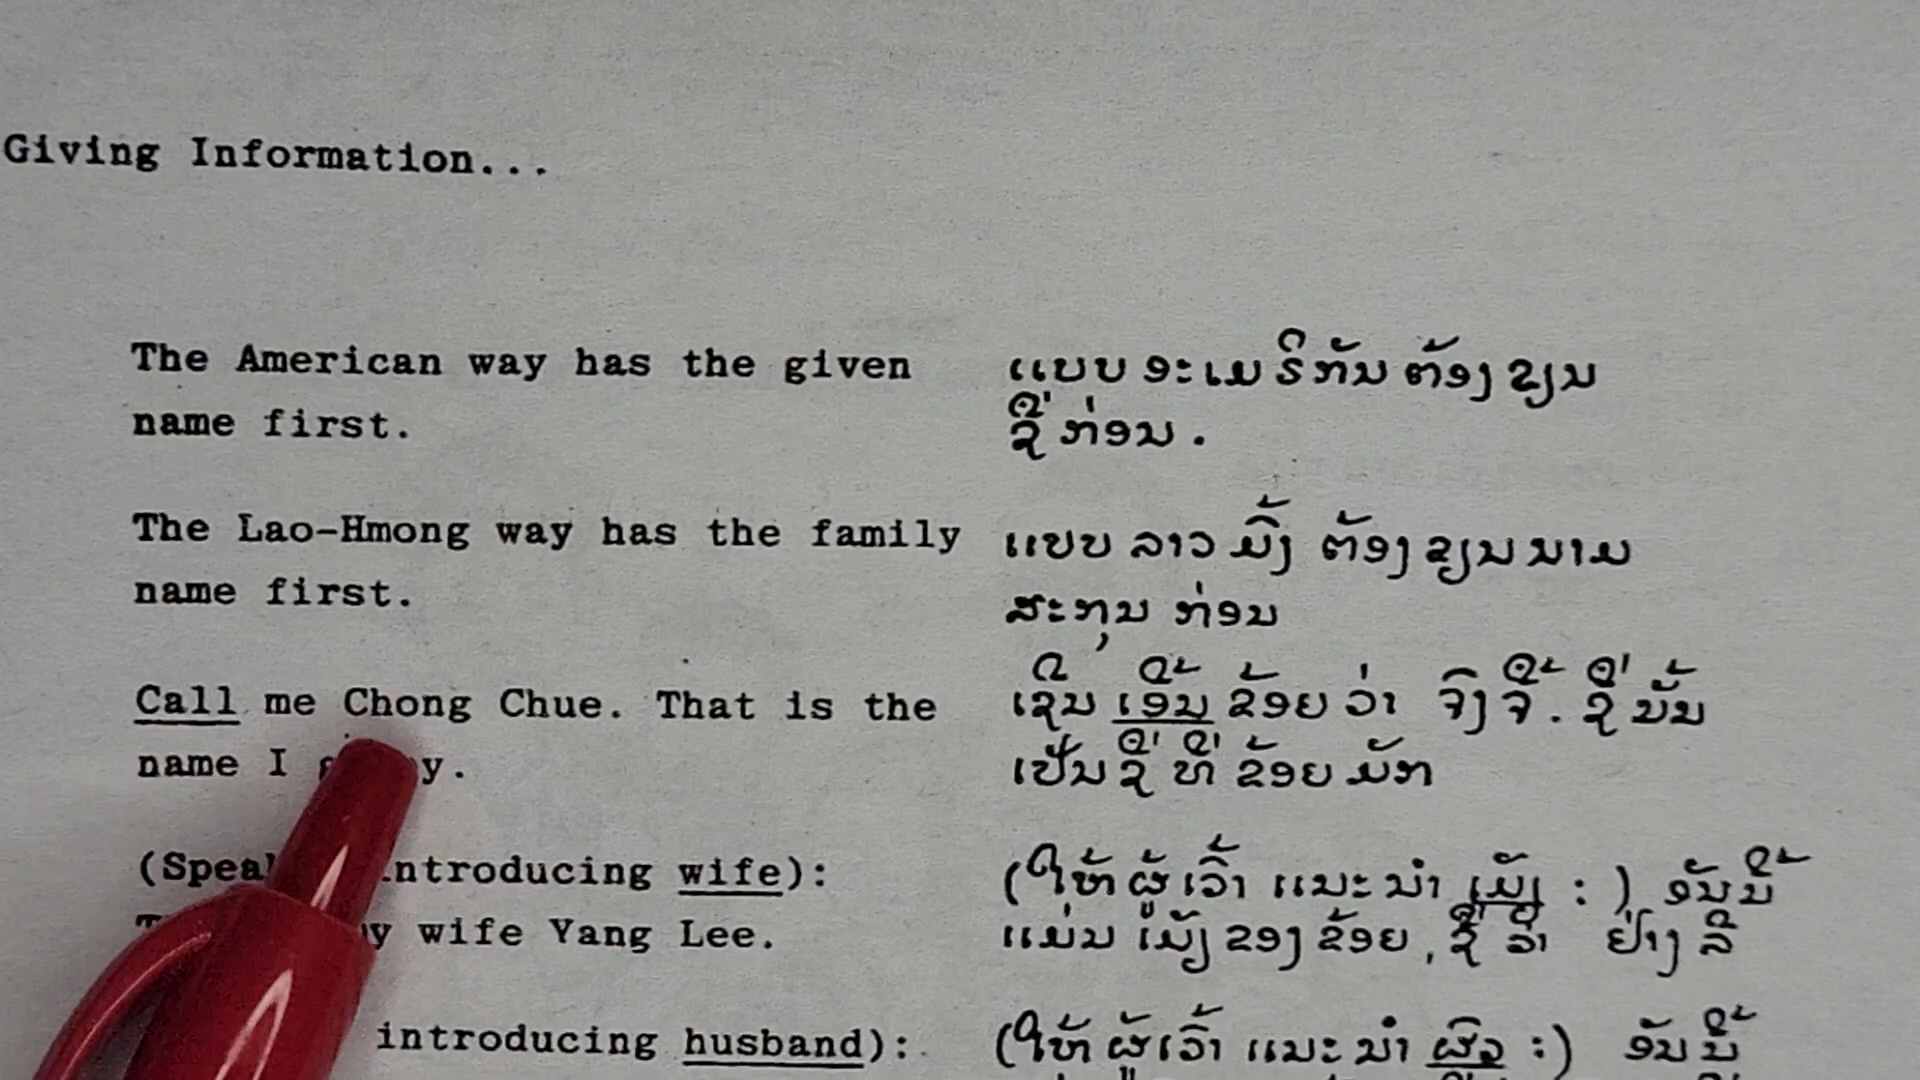 Giving Information...
The American way has the given
name first.
ແບບ ອະເມຣິກັນ ຕ້ອງ ຂຽນ
ຊື່ ກ່ອນ.
The Lao-Hmong way has the family
name first.
ແບບ ລາວ ມົ້ງ ຕ້ອງ ຂຽນ ນາມ
ສະກຸນ ກ່ອນ
Call me Chong Chue. That is the
name I y.
ເຊີນ ເອີ້ນ ຂ້ອຍ ວ່າ ຈົງ ຈື້. ຊື່ ນັ້ນ
ເປັນ ຊື່ ທີ່ ຂ້ອຍ ມັກ
(Spea ntroducing wife):
y wife Yang Lee.
(ໃຫ້ ຜູ້ ເວົ້າ ແນະ ນຳ ເມັຽ :) ອັນ ນີ້
ແມ່ນ ເມັຽ ຂອງ ຂ້ອຍ, ຊື່ ວ່າ ຢ່າງ ລີ
introducing husband):
(ໃຫ້ ຜູ້ ເວົ້າ ແນະ ນຳ ຜົວ :) ອັນ ນີ້